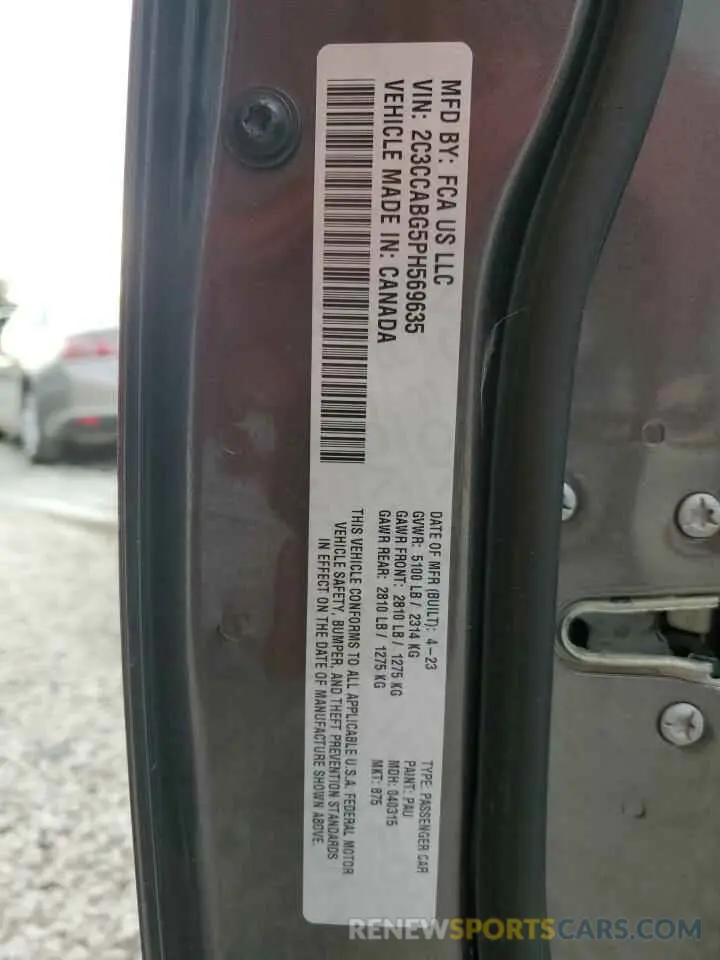 MFD BY: FCA US LLC
VIN: 2C3CCABG5PH569635
VEHICLE MADE IN: CANADA
DATE OF MFR (BUILT): 4-23
GVWR: 5100 LB / 2314 KG
GAWR FRONT: 2810 LB / 1275 KG
GAWR REAR: 2810 LB / 1275 KG
TYPE: PASSENGER CAR
PAINT: PAU
MDH: 040315
MKT: 875
THIS VEHICLE CONFORMS TO ALL APPLICABLE U.S.A. FEDERAL MOTOR
VEHICLE SAFETY, BUMPER, AND THEFT PREVENTION STANDARDS
IN EFFECT ON THE DATE OF MANUFACTURE SHOWN ABOVE.
RENEWSPORTSCARS.COM